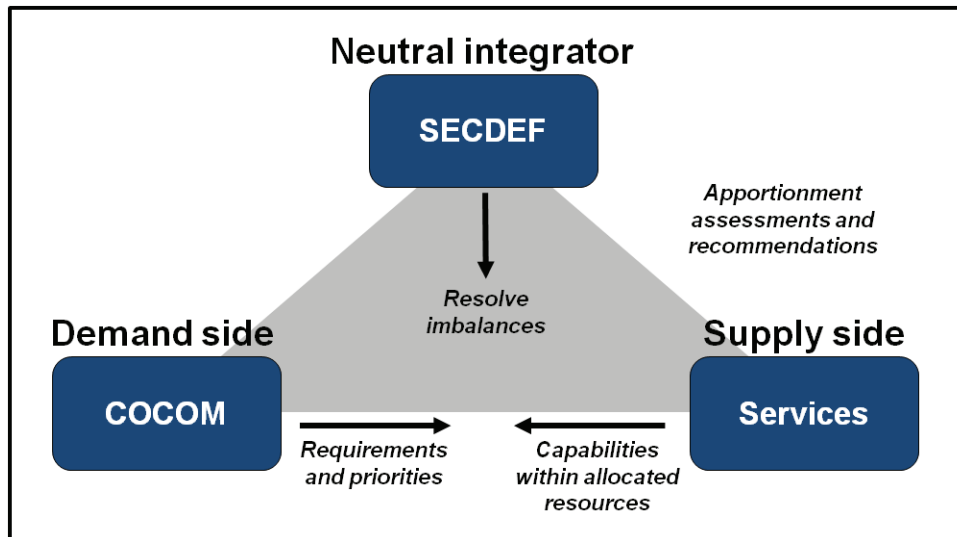 Neutral integrator
SECDEF
Apportionment
assessments and
recommendations
Resolve
imbalances
Demand side
COCOM
Supply side
Services
Requirements
and priorities
Capabilities
within allocated
resources